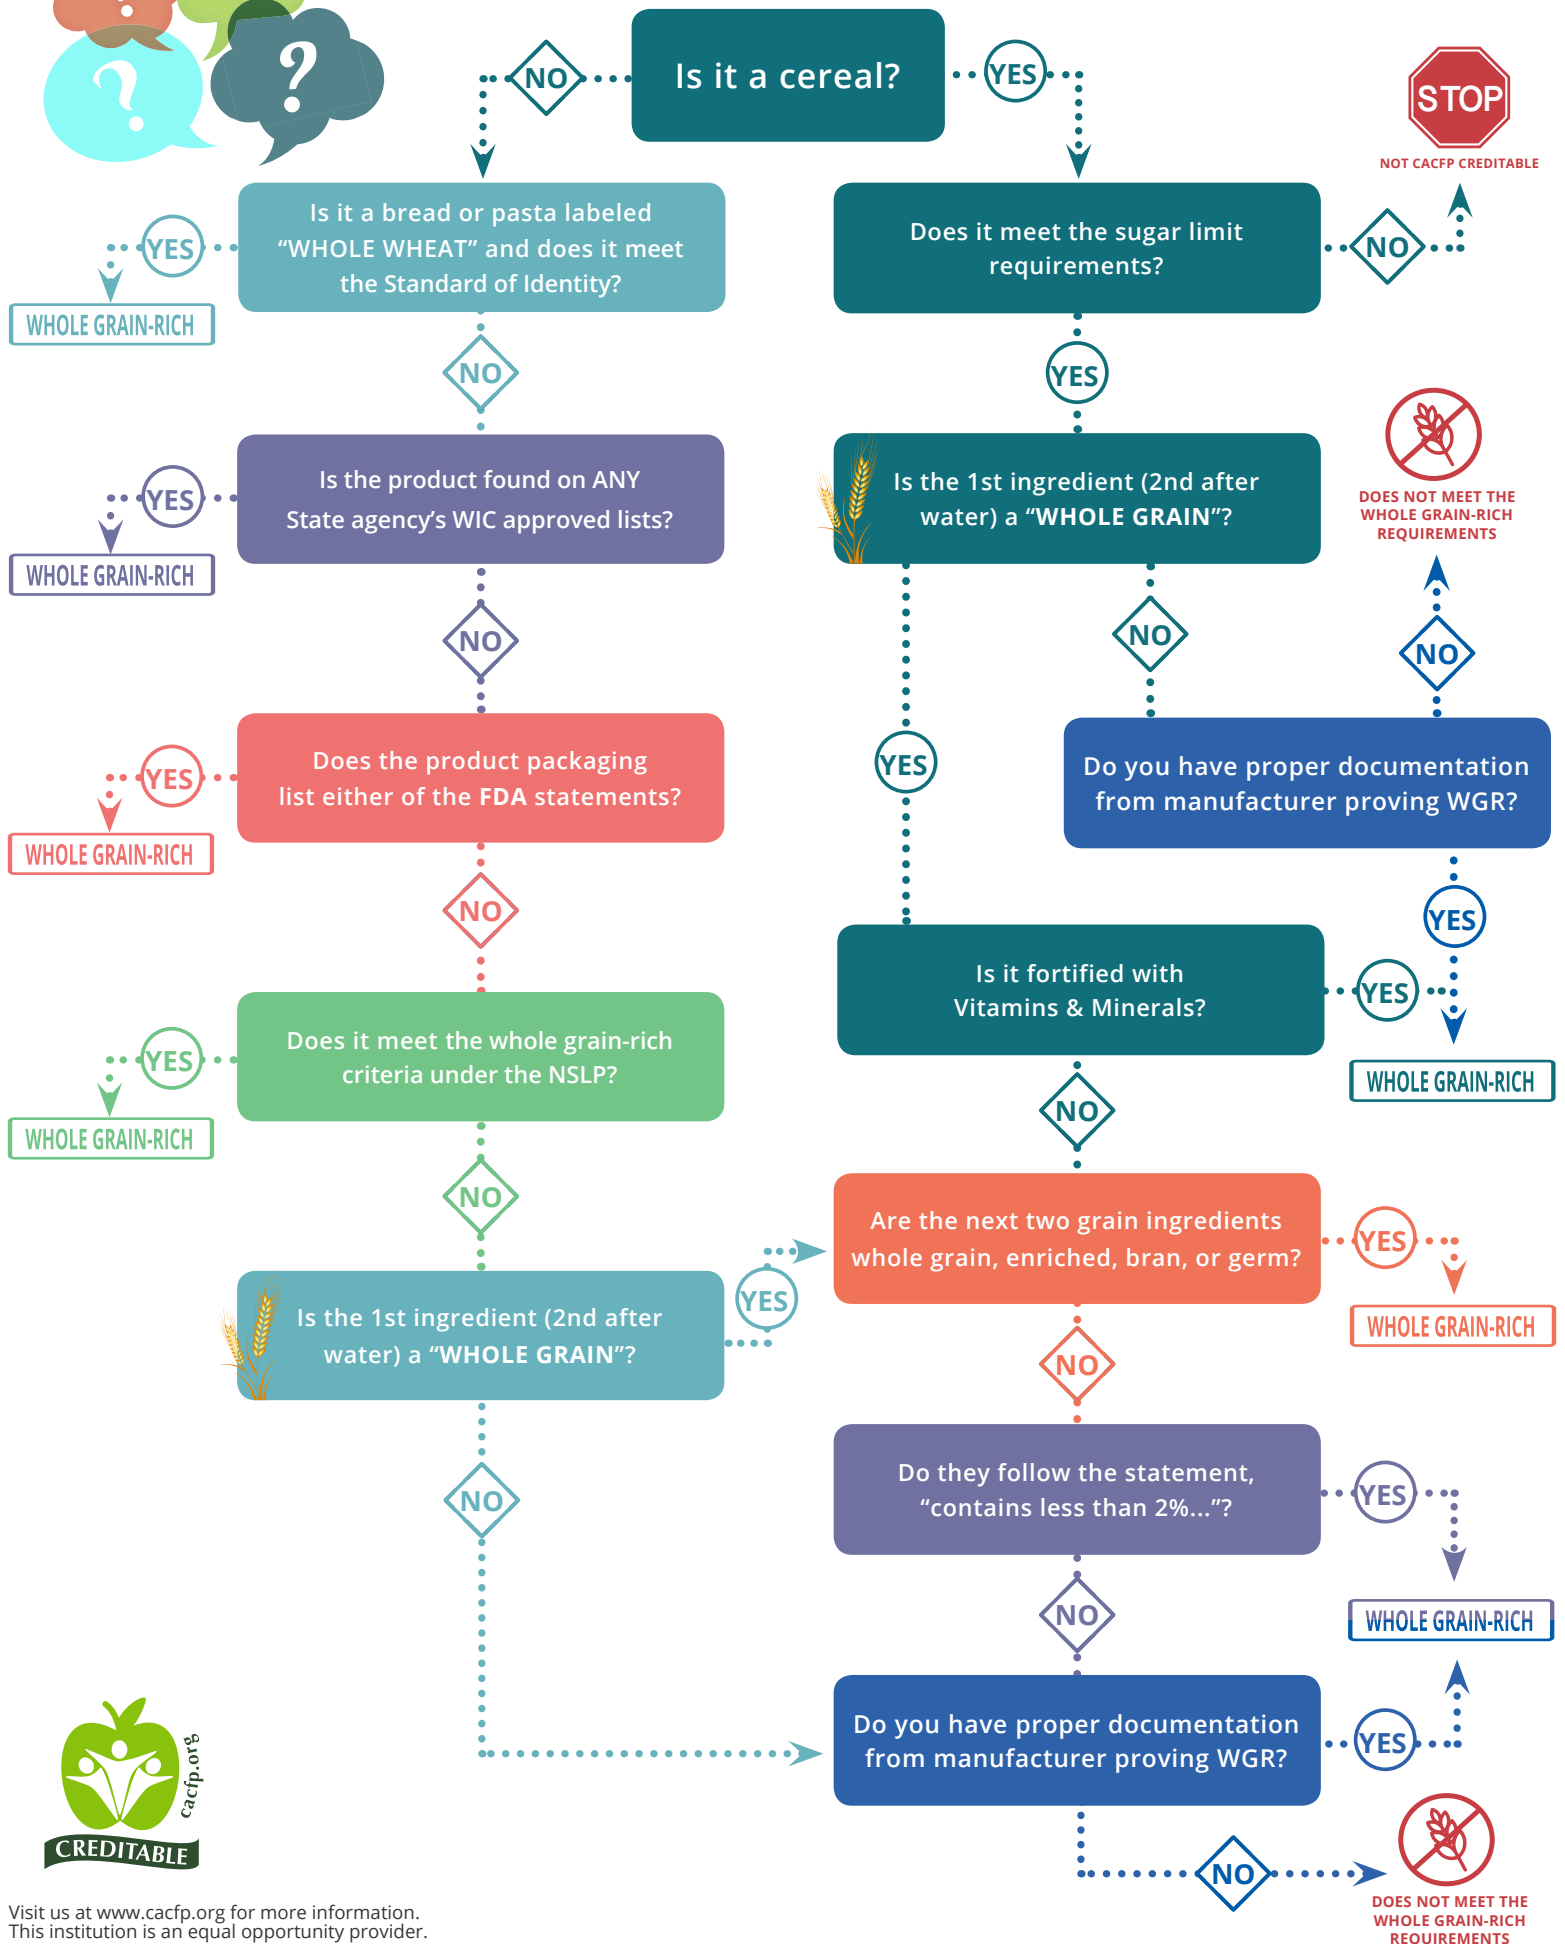 ?
?
?
?
Is it a cereal?
NO
YES
STOP
NOT CACFP CREDITABLE
Is it a bread or pasta labeled
“WHOLE WHEAT” and does it meet
the Standard of Identity?
YES
WHOLE GRAIN-RICH
NO
Does it meet the sugar limit
requirements?
NO
YES
Is the product found on ANY
State agency’s WIC approved lists?
YES
WHOLE GRAIN-RICH
NO
Is the 1st ingredient (2nd after
water) a “WHOLE GRAIN”?
DOES NOT MEET THE
WHOLE GRAIN-RICH
REQUIREMENTS
NO
NO
YES
Does the product packaging
list either of the FDA statements?
YES
WHOLE GRAIN-RICH
NO
Do you have proper documentation
from manufacturer proving WGR?
YES
Is it fortified with
Vitamins & Minerals?
YES
WHOLE GRAIN-RICH
NO
Does it meet the whole grain-rich
criteria under the NSLP?
YES
WHOLE GRAIN-RICH
NO
Are the next two grain ingredients
whole grain, enriched, bran, or germ?
YES
WHOLE GRAIN-RICH
NO
Is the 1st ingredient (2nd after
water) a “WHOLE GRAIN”?
YES
NO
Do they follow the statement,
“contains less than 2%...”?
YES
WHOLE GRAIN-RICH
NO
Do you have proper documentation
from manufacturer proving WGR?
YES
NO
DOES NOT MEET THE
WHOLE GRAIN-RICH
REQUIREMENTS
cacfp.org
CREDITABLE
Visit us at www.cacfp.org for more information.
This institution is an equal opportunity provider.